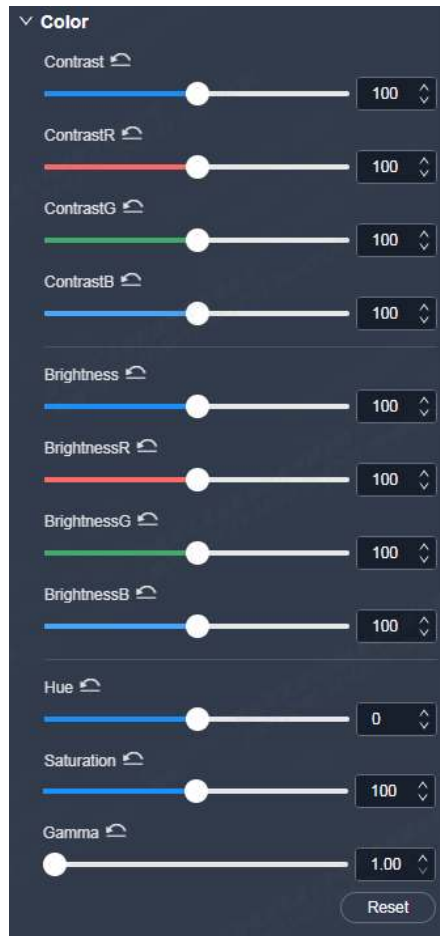 Color
Contrast
100
ContrastR
100
ContrastG
100
ContrastB
100
Brightness
100
BrightnessR
100
BrightnessG
100
BrightnessB
100
Hue
0
Saturation
100
Gamma
1.00
Reset